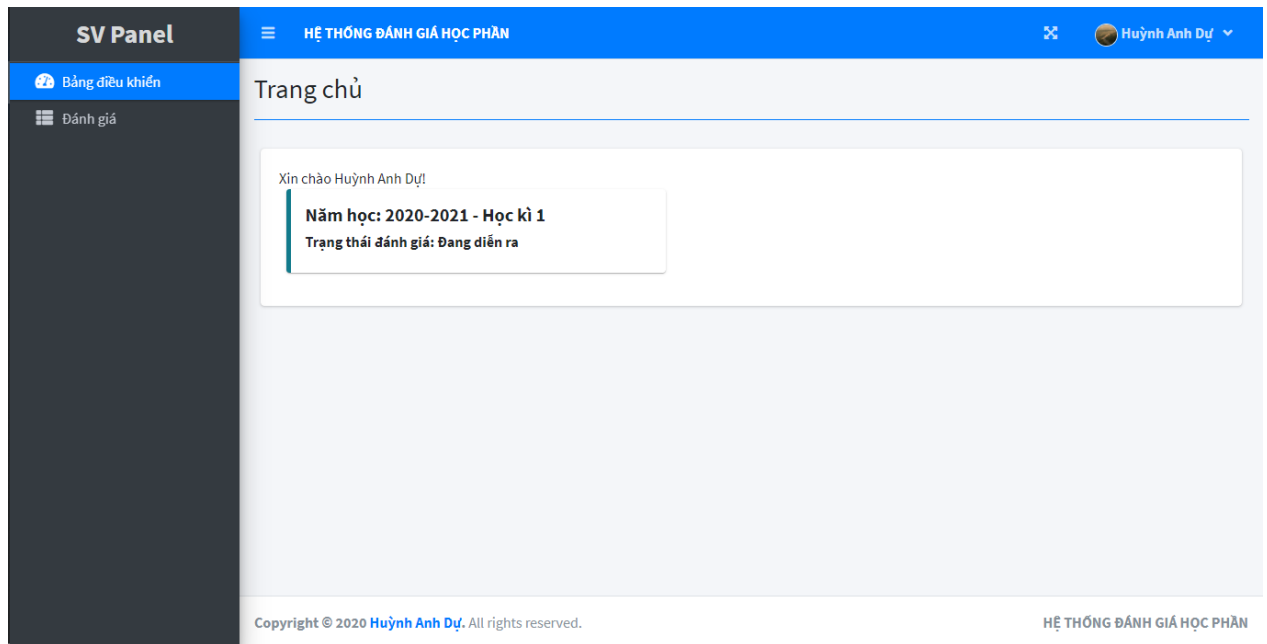 SV Panel
HỆ THỐNG ĐÁNH GIÁ HỌC PHẦN
Huỳnh Anh Dự
Bảng điều khiển
Đánh giá
Trang chủ
Xin chào Huỳnh Anh Dự!
Năm học: 2020-2021 - Học kì 1
Trạng thái đánh giá: Đang diễn ra
Copyright © 2020 Huỳnh Anh Dự. All rights reserved.
HỆ THỐNG ĐÁNH GIÁ HỌC PHẦN